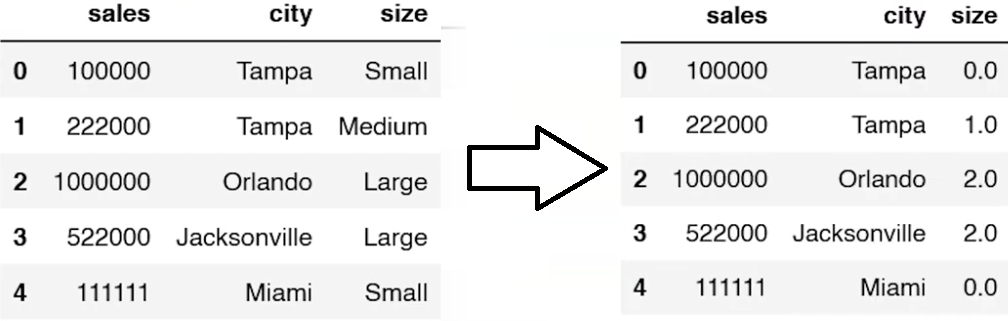 sales city size
0 100000 Tampa Small
1 222000 Tampa Medium
2 1000000 Orlando Large
3 522000 Jacksonville Large
4 111111 Miami Small
sales city size
0 100000 Tampa 0.0
1 222000 Tampa 1.0
2 1000000 Orlando 2.0
3 522000 Jacksonville 2.0
4 111111 Miami 0.0